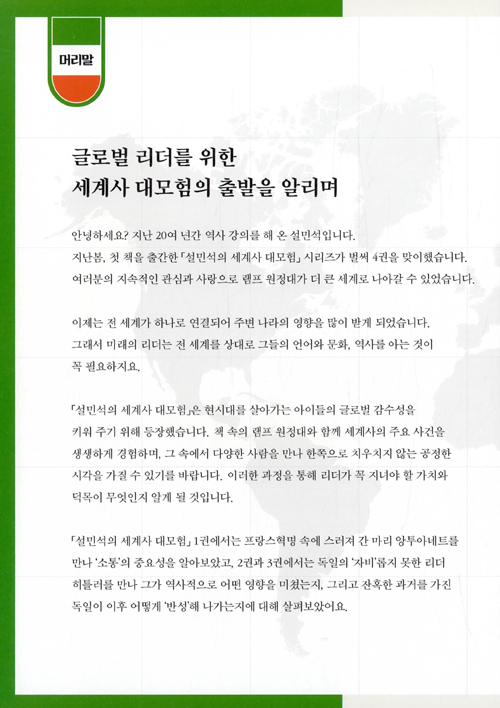 머리말
글로벌 리더를 위한
세계사 대모험의 출발을 알리며
안녕하세요? 지난 20여 년간 역사 강의를 해 온 설민석입니다.
지난봄, 첫 책을 출간한 「설민석의 세계사 대모험」 시리즈가 벌써 4권을 맞이했습니다.
여러분의 지속적인 관심과 사랑으로 램프 원정대가 더 큰 세계로 나아갈 수 있었습니다.
이제는 전 세계가 하나로 연결되어 주변 나라의 영향을 많이 받게 되었습니다.
그래서 미래의 리더는 전 세계를 상대로 그들의 언어와 문화, 역사를 아는 것이
꼭 필요하지요.
「설민석의 세계사 대모험」은 현시대를 살아가는 아이들의 글로벌 감수성을
키워 주기 위해 등장했습니다. 책 속의 램프 원정대와 함께 세계사의 주요 사건을
생생하게 경험하며, 그 속에서 다양한 사람을 만나 한쪽으로 치우치지 않는 공정한
시각을 가질 수 있기를 바랍니다. 이러한 과정을 통해 리더가 꼭 지녀야 할 가치와
덕목이 무엇인지 알게 될 것입니다.
「설민석의 세계사 대모험」 1권에서는 프랑스혁명 속에 스러져 간 마리 앙투아네트를
만나 ‘소통’의 중요성을 알아보았고, 2권과 3권에서는 독일의 ‘자비’롭지 못한 리더
히틀러를 만나 그가 역사적으로 어떤 영향을 미쳤는지, 그리고 잔혹한 과거를 가진
독일이 이후 어떻게 ‘반성’해 나가는지에 대해 살펴보았어요.